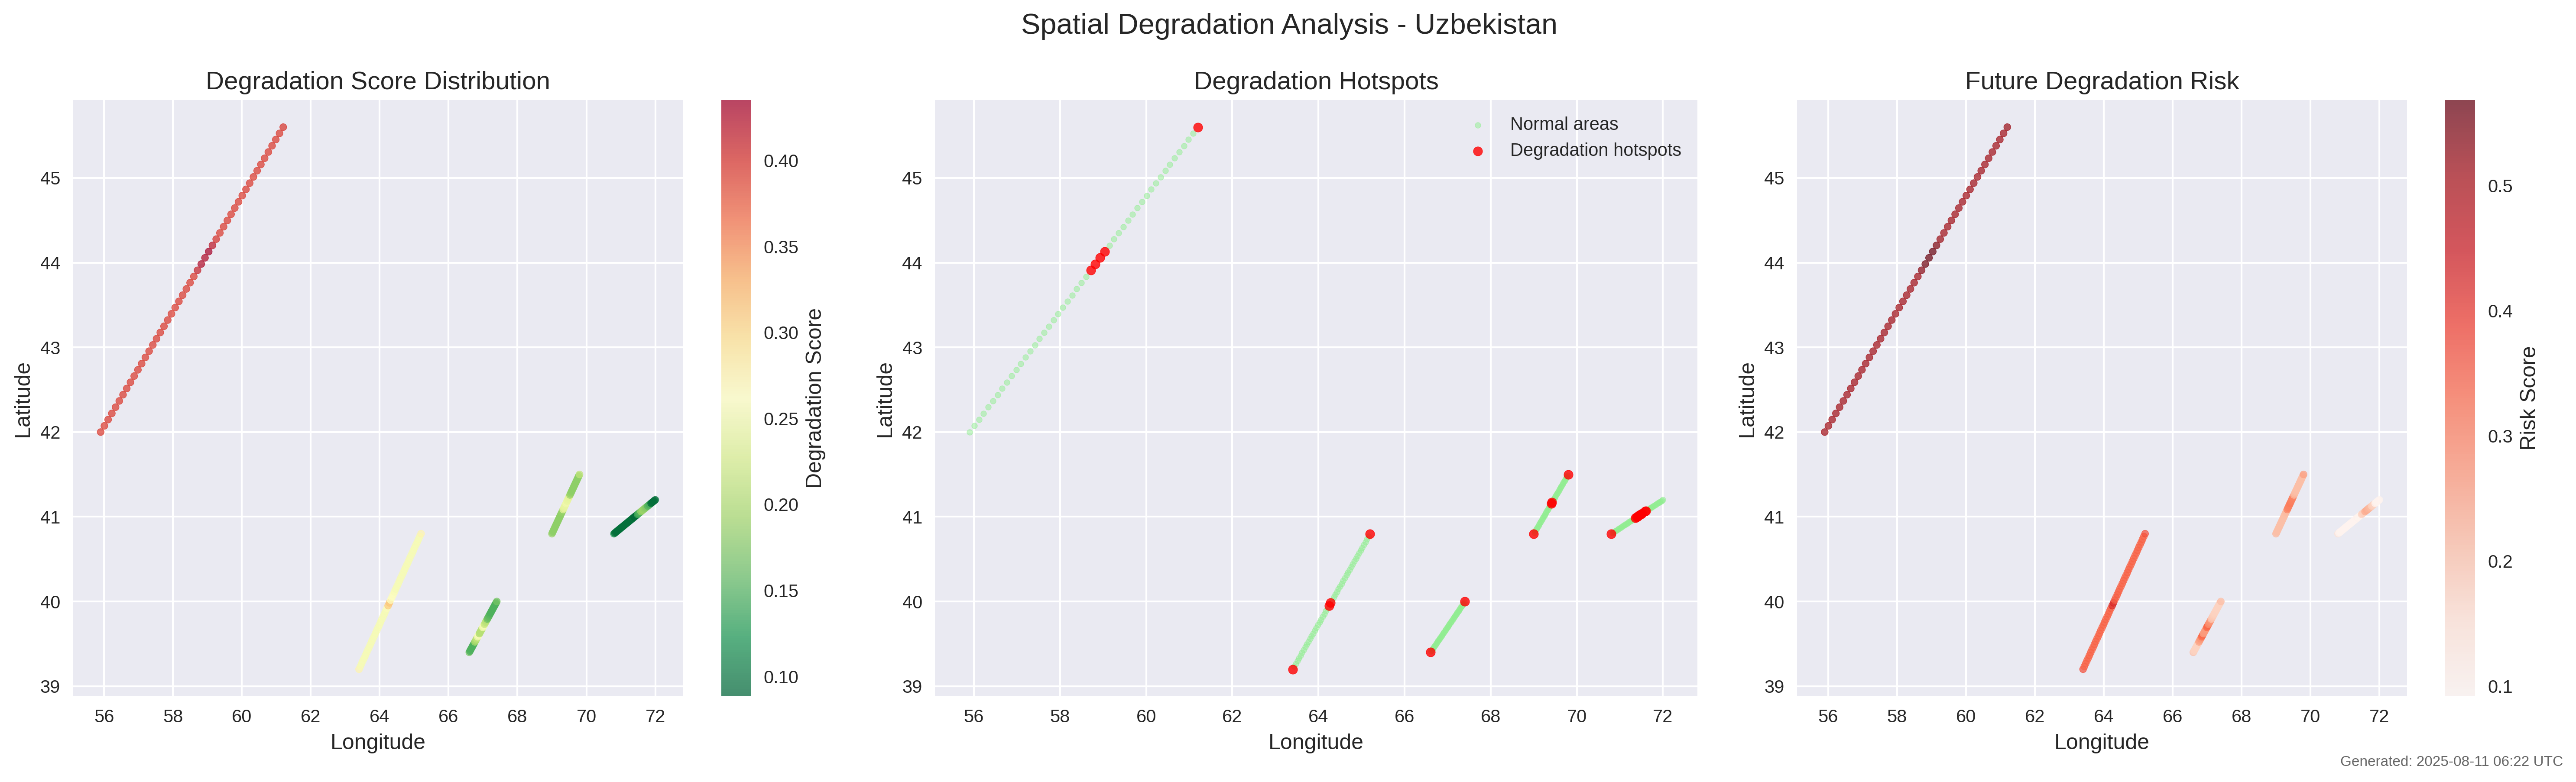 Spatial Degradation Analysis - Uzbekistan
Degradation Score Distribution
45
44
43
42
41
40
39
Latitude
56 58 60 62 64 66 68 70 72
Longitude
0.40
0.35
0.30
0.25
0.20
0.15
0.10
Degradation Score
Degradation Hotspots
Normal areas
Degradation hotspots
45
44
43
42
41
40
39
Latitude
56 58 60 62 64 66 68 70 72
Longitude
Future Degradation Risk
45
44
43
42
41
40
39
Latitude
56 58 60 62 64 66 68 70 72
Longitude
0.5
0.4
0.3
0.2
0.1
Risk Score
Generated: 2025-08-11 06:22 UTC